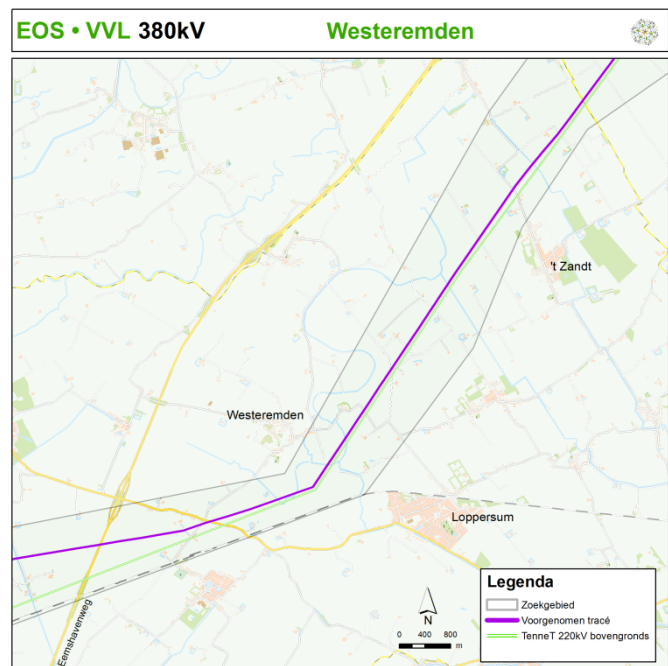 EOS • VVL 380kV Westeremden
't Zandt
Westeremden
Loppersum
Eemshavenweg
N
0 400 800
m
Legenda
Zoekgebied
Voorgenomen tracé
TenneT 220kV bovengronds